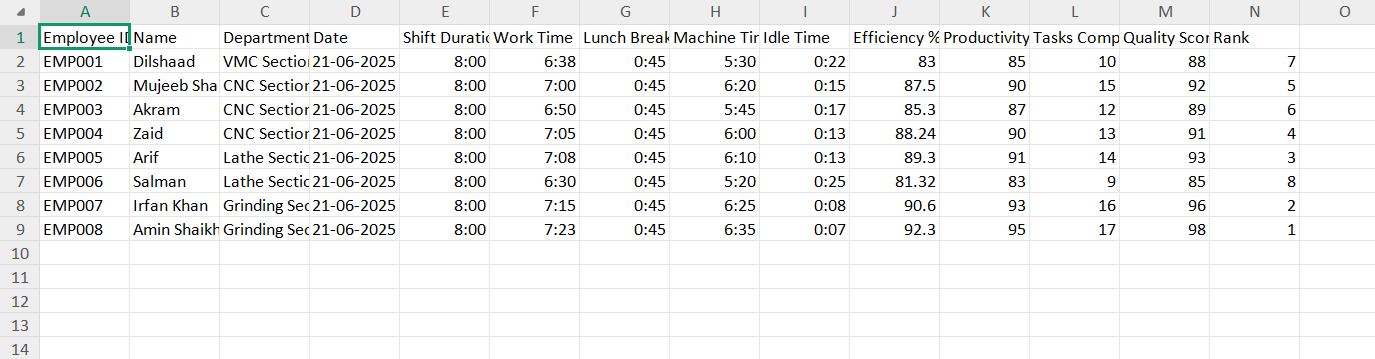 A B C D E F G H I J K L M N O
1 Employee ID Name Department Date Shift Duratio Work Time Lunch Break Machine Tir Idle Time Efficiency % Productivity Tasks Comp Quality Scor Rank
2 EMP001 Dilshaad VMC Section 21-06-2025 8:00 6:38 0:45 5:30 0:22 83 85 10 88 7
3 EMP002 Mujeeb Sha CNC Section 21-06-2025 8:00 7:00 0:45 6:20 0:15 87.5 90 15 92 5
4 EMP003 Akram CNC Section 21-06-2025 8:00 6:50 0:45 5:45 0:17 85.3 87 12 89 6
5 EMP004 Zaid CNC Section 21-06-2025 8:00 7:05 0:45 6:00 0:13 88.24 90 13 91 4
6 EMP005 Arif Lathe Sectio 21-06-2025 8:00 7:08 0:45 6:10 0:13 89.3 91 14 93 3
7 EMP006 Salman Lathe Sectio 21-06-2025 8:00 6:30 0:45 5:20 0:25 81.32 83 9 85 8
8 EMP007 Irfan Khan Grinding Sec 21-06-2025 8:00 7:15 0:45 6:25 0:08 90.6 93 16 96 2
9 EMP008 Amin Shaikh Grinding Sec 21-06-2025 8:00 7:23 0:45 6:35 0:07 92.3 95 17 98 1
10
11
12
13
14